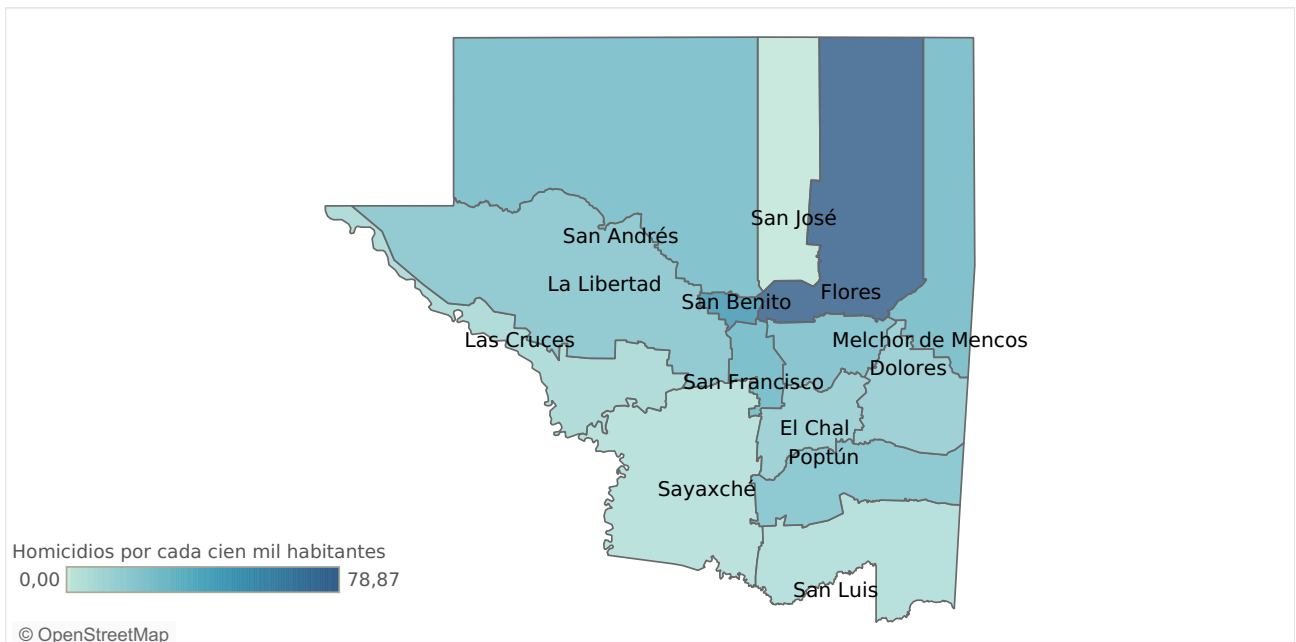 San José
San Andrés
La Libertad
Flores
San Benito
Las Cruces
Melchor de Mencos
Dolores
San Francisco
El Chal
Poptún
Sayaxché
Homicidios por cada cien mil habitantes
0,00 78,87
San Luis
© OpenStreetMap